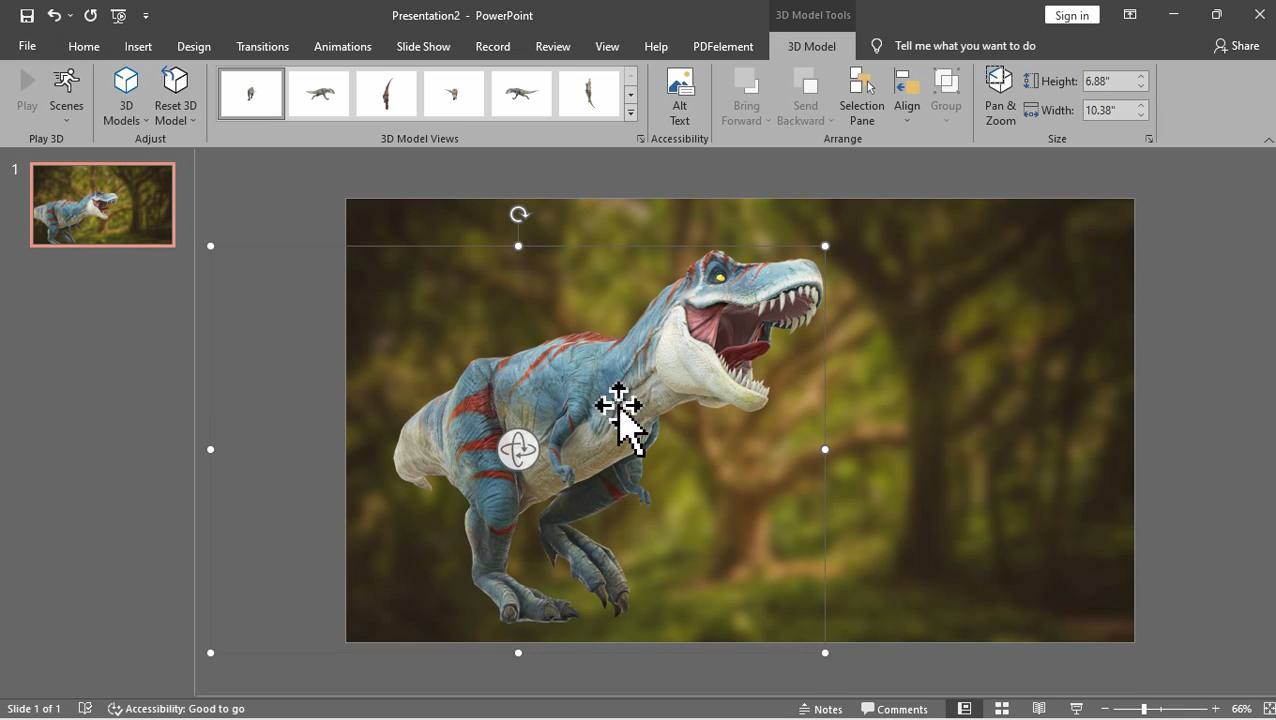 Presentation2 - PowerPoint
3D Model Tools
Sign in
File Home Insert Design Transitions Animations Slide Show Record Review View Help PDFelement 3D Model Tell me what you want to do Share
Play
Scenes
3D Models
Reset 3D Model
Alt Text
Bring Forward
Send Backward
Selection Pane
Align
Group
Pan & Zoom
Height: 6.88"
Width: 10.38"
Play 3D Adjust 3D Model Views Accessibility Arrange Size
1
Slide 1 of 1 Accessibility: Good to go Notes Comments 66%